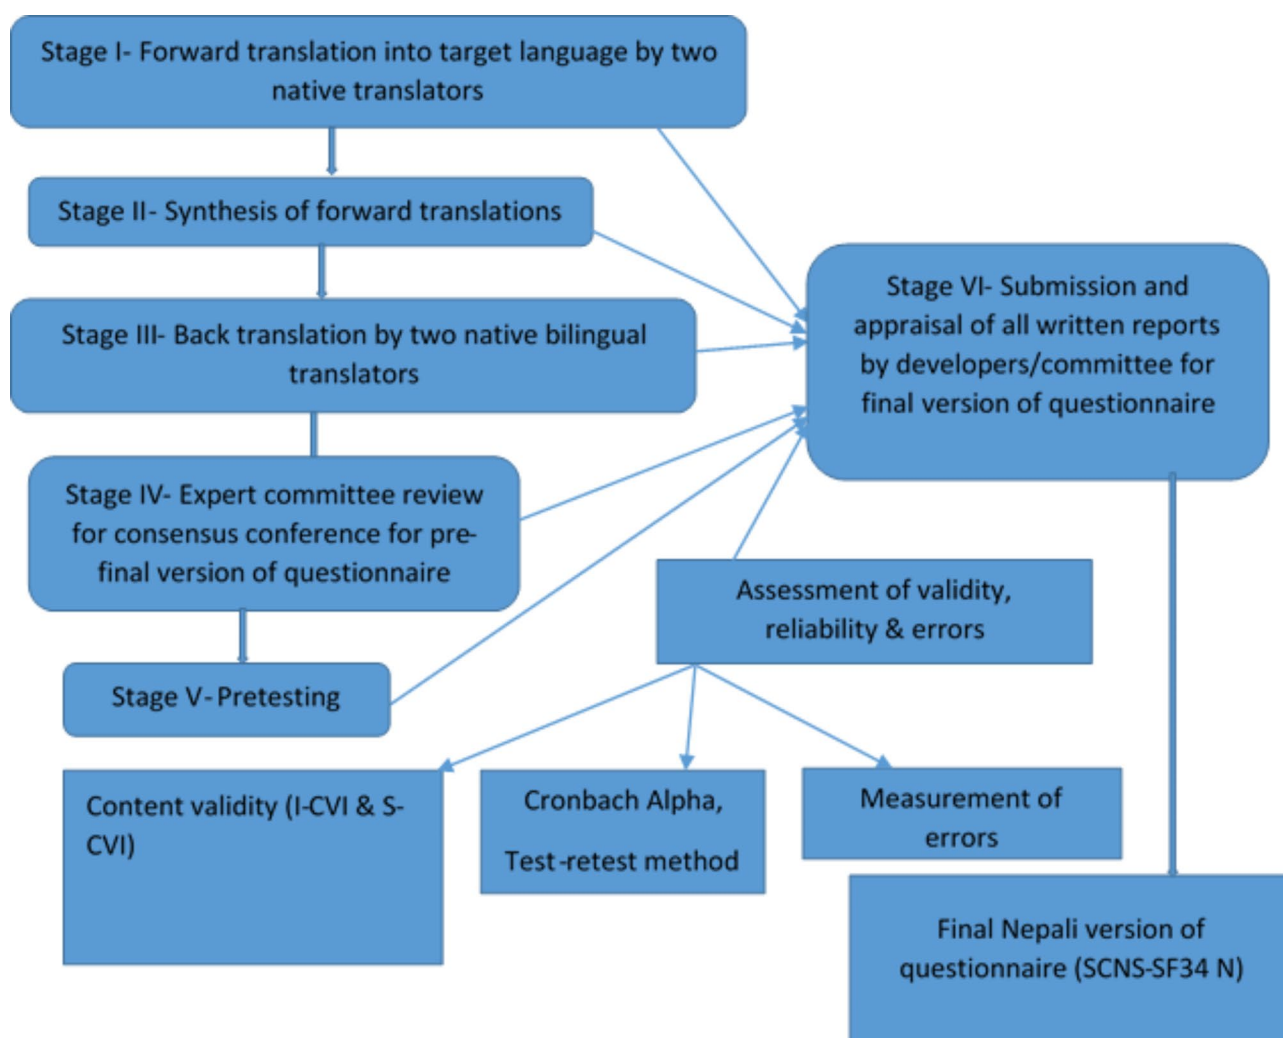 Stage I- Forward translation into target language by two
native translators
Stage II- Synthesis of forward translations
Stage III- Back translation by two native bilingual
translators
Stage IV- Expert committee review
for consensus conference for pre-
final version of questionnaire
Stage V-Pretesting
Stage VI- Submission and
appraisal of all written reports
by developers/committee for
final version of questionnaire
Assessment of validity,
reliability & errors
Content validity (I-CVI & S-
CVI)
Cronbach Alpha,
Test-retest method
Measurement of
errors
Final Nepali version of
questionnaire (SCNS-SF34 N)